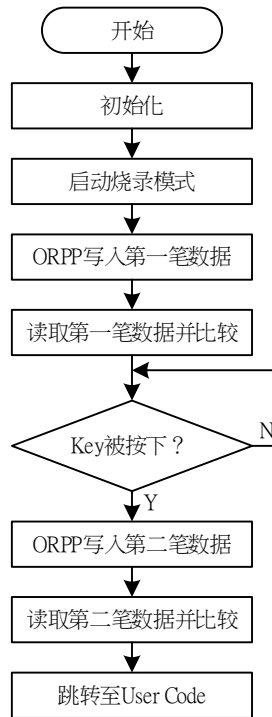 开始
初始化
启动烧录模式
ORPP写入第一笔数据
读取第一笔数据并比较
Key被按下？
N
Y
ORPP写入第二笔数据
读取第二笔数据并比较
跳转至User Code